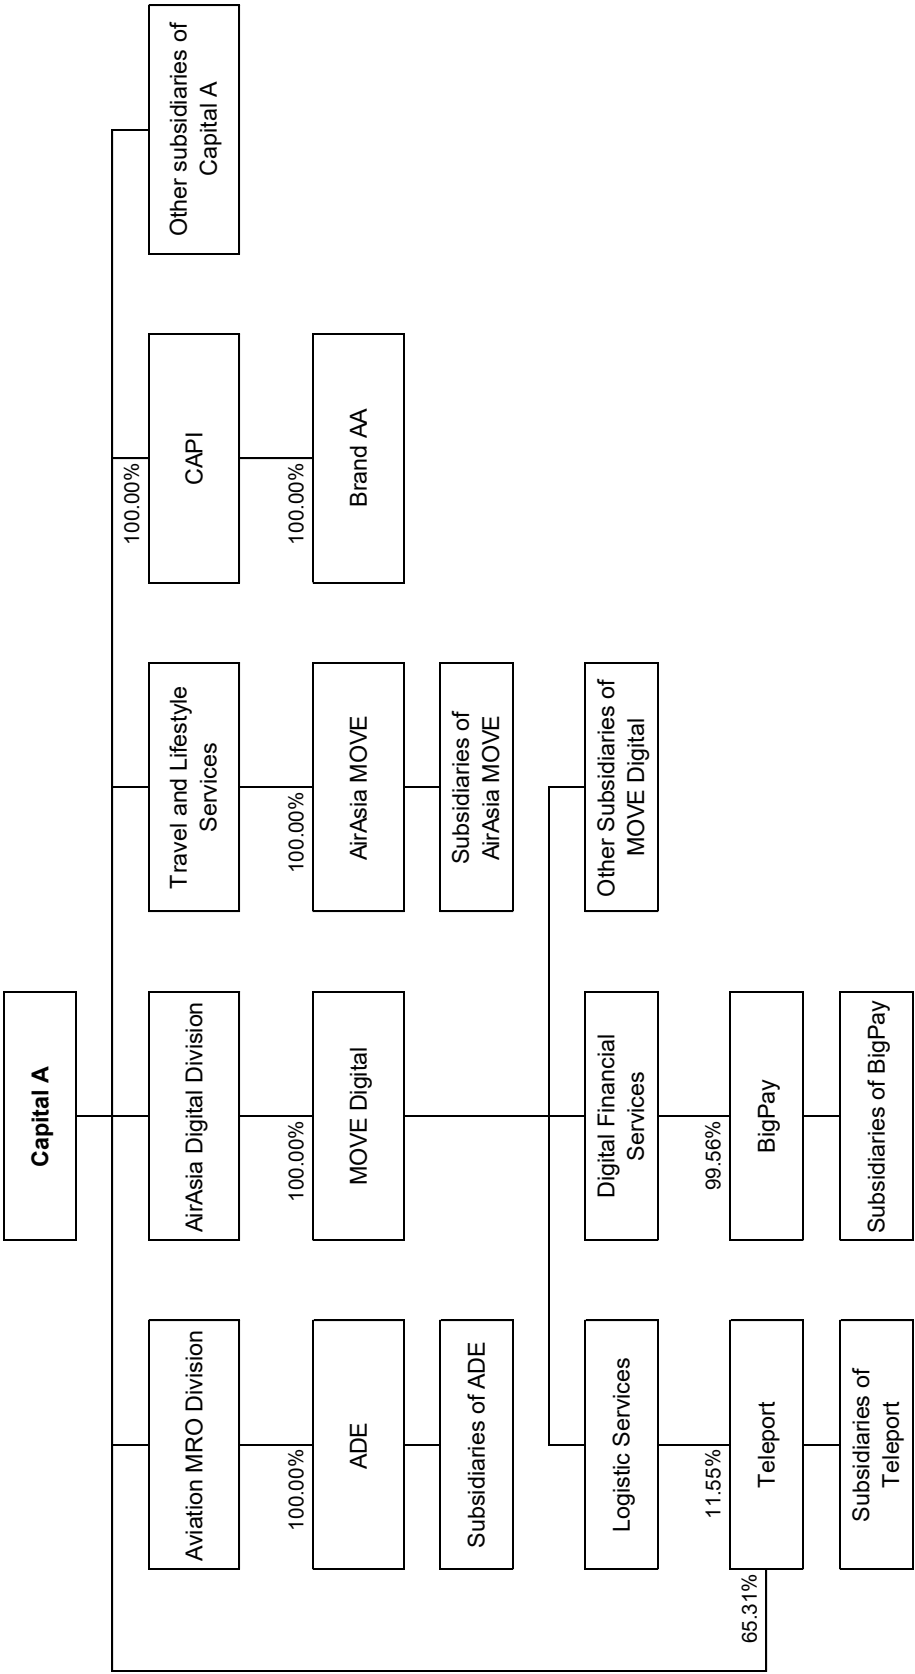 Capital A
Aviation MRO Division
AirAsia Digital Division
Travel and Lifestyle
Services
100.00%
CAPI
Other subsidiaries of
Capital A
100.00%
ADE
100.00%
MOVE Digital
100.00%
AirAsia MOVE
100.00%
Brand AA
Subsidiaries of ADE
Subsidiaries of
AirAsia MOVE
Logistic Services
Digital Financial
Services
Other Subsidiaries of
MOVE Digital
65.31%
11.55%
Teleport
99.56%
BigPay
Subsidiaries of
Teleport
Subsidiaries of BigPay